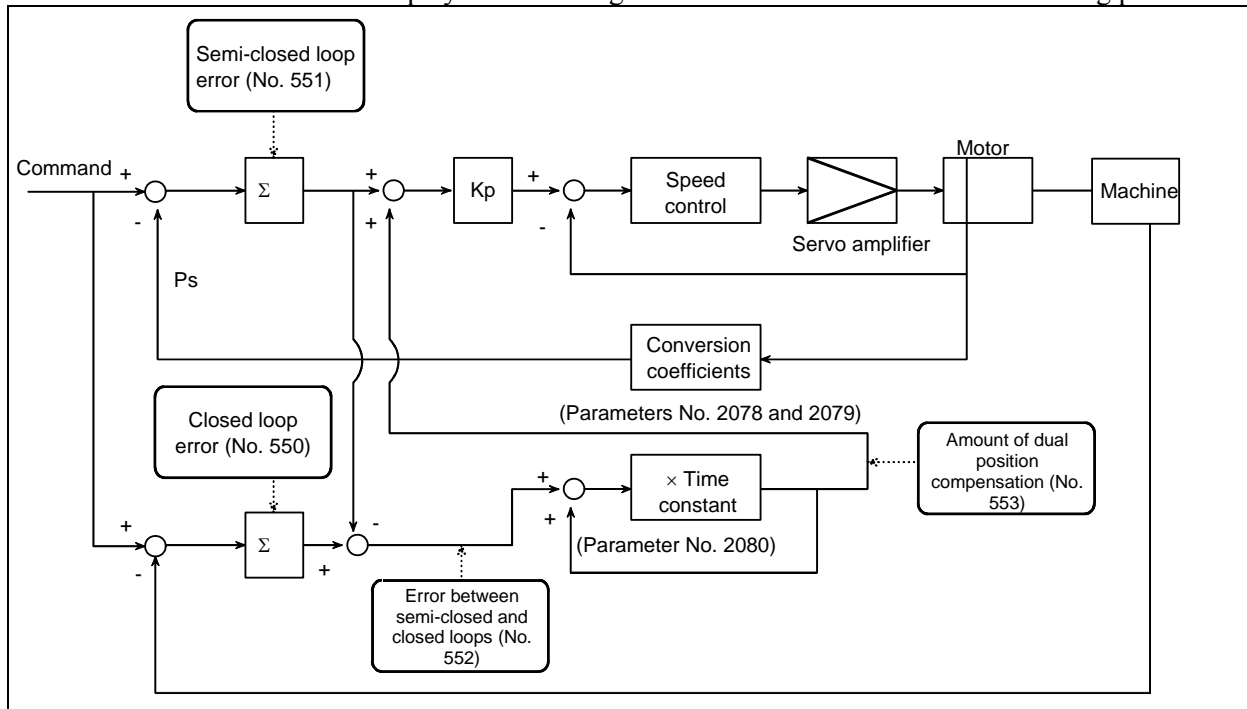 Semi-closed loop
error (No. 551)
Command
+
-
Σ
+
+
Kp
+
-
Speed
control
Servo amplifier
Motor
Machine
Ps
Conversion
coefficients
(Parameters No. 2078 and 2079)
Closed loop
error (No. 550)
Amount of dual
position
compensation (No.
553)
+
-
Σ
+
-
+
+
× Time
constant
(Parameter No. 2080)
Error between
semi-closed and
closed loops (No.
552)